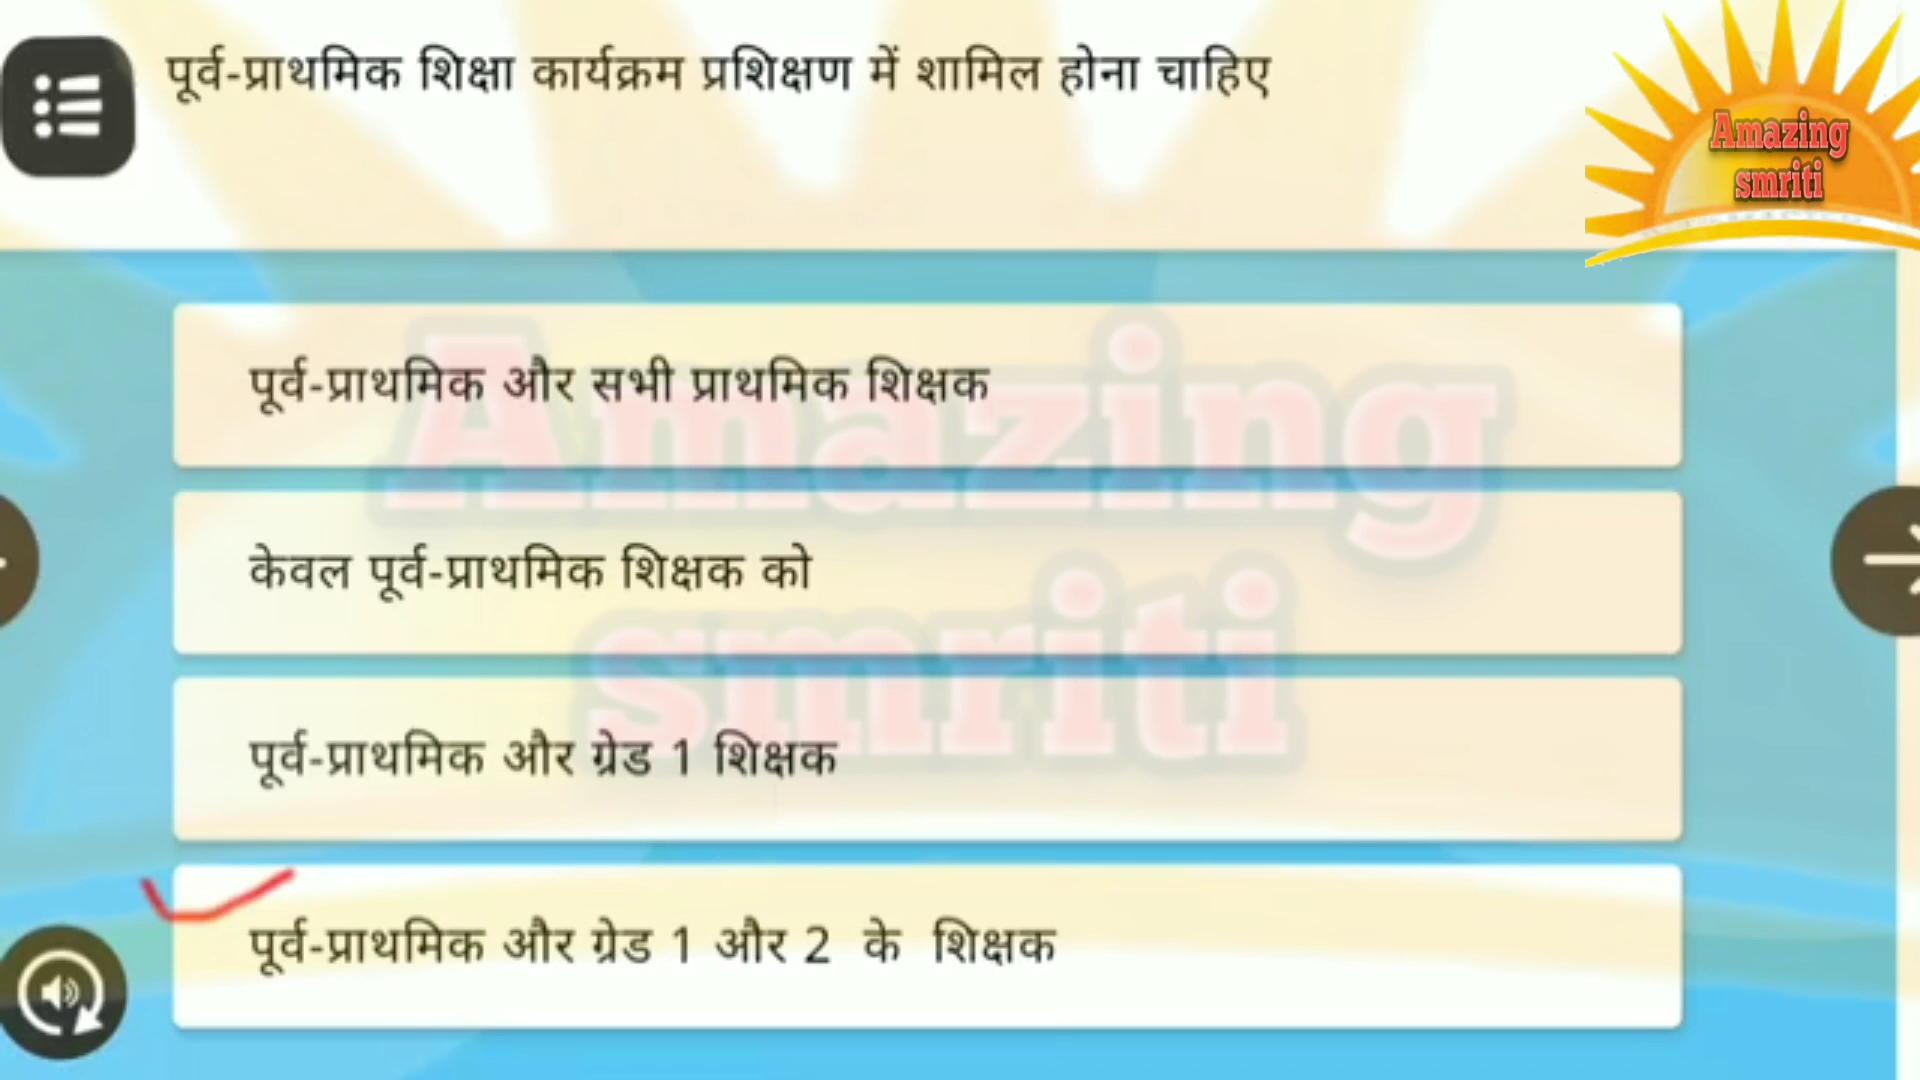 पूर्व-प्राथमिक शिक्षा कार्यक्रम प्रशिक्षण में शामिल होना चाहिए
Amazing
smriti
पूर्व-प्राथमिक और सभी प्राथमिक शिक्षक
केवल पूर्व-प्राथमिक शिक्षक को
पूर्व-प्राथमिक और ग्रेड 1 शिक्षक
पूर्व-प्राथमिक और ग्रेड 1 और 2 के शिक्षक
Amazing
smriti